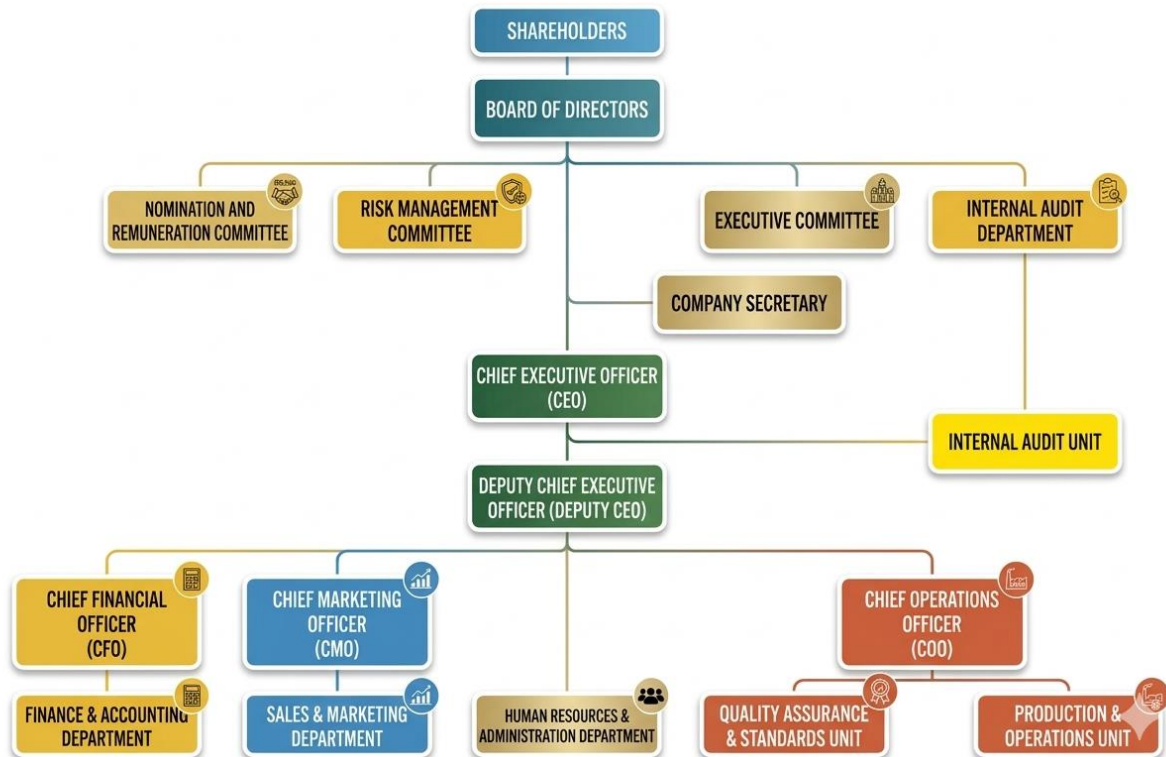 SHAREHOLDERS
BOARD OF DIRECTORS
NOMINATION AND
REMUNERATION COMMITTEE
RISK MANAGEMENT
COMMITTEE
EXECUTIVE COMMITTEE
INTERNAL AUDIT
DEPARTMENT
COMPANY SECRETARY
CHIEF EXECUTIVE OFFICER
(CEO)
INTERNAL AUDIT UNIT
DEPUTY CHIEF EXECUTIVE
OFFICER (DEPUTY CEO)
CHIEF FINANCIAL
OFFICER
(CFO)
CHIEF MARKETING
OFFICER
(CMO)
CHIEF OPERATIONS
OFFICER
(COO)
FINANCE & ACCOUNTING
DEPARTMENT
SALES & MARKETING
DEPARTMENT
HUMAN RESOURCES &
ADMINISTRATION DEPARTMENT
QUALITY ASSURANCE
& STANDARDS UNIT
PRODUCTION &
OPERATIONS UNIT